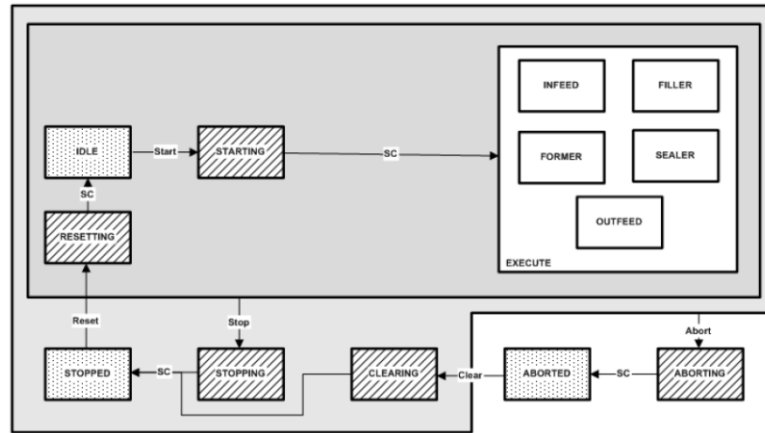 INFEED
FILLER
IDLE
Start
STARTING
SC
FORMER
SEALER
SC
OUTFEED
RESETTING
EXECUTE
Reset
Stop
Abort
STOPPED
SC
STOPPING
CLEARING
Clear
ABORTED
SC
ABORTING